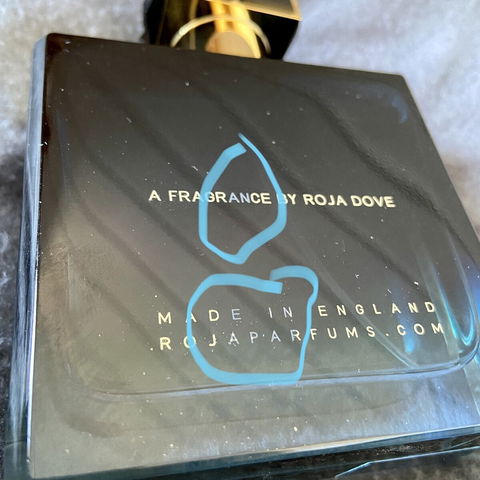 A FRAGRANCE BY ROJA DOVE
MADE IN ENGLAND
ROJAPARFUMS.COM